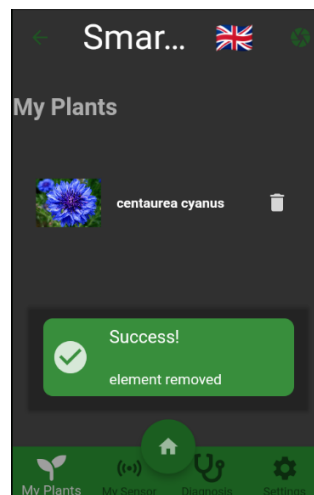 Smar...
My Plants
centaurea cyanus
Success!
element removed
My Plants
My Sensor
Diagnosis
Settings